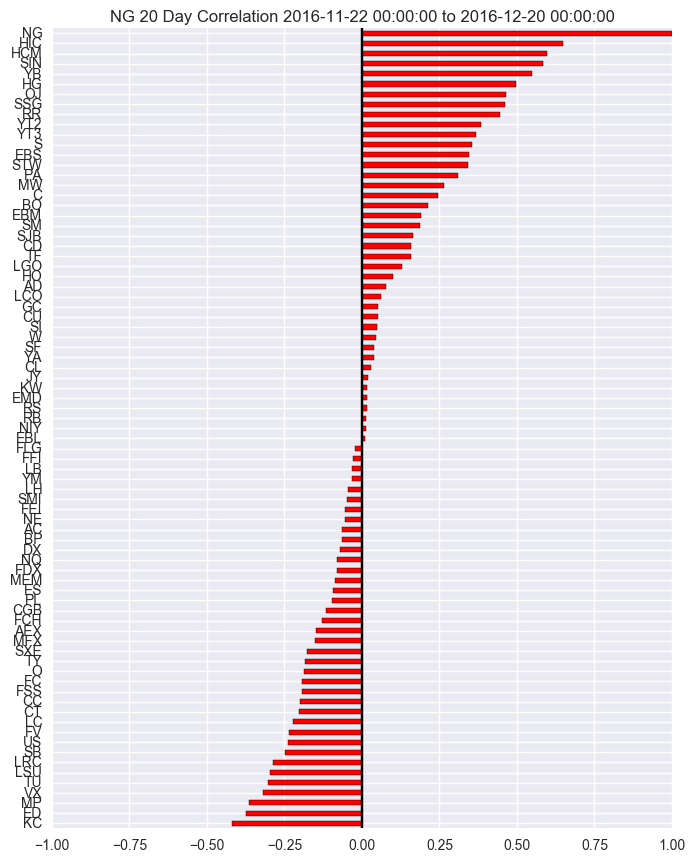 NG 20 Day Correlation 2016-11-22 00:00:00 to 2016-12-20 00:00:00
NG
HIC
HCM
SIN
YB
HG
OJ
SSG
RR
YT2
YT3
S
EBS
STW
PA
MW
C
BO
EBM
SM
SJB
CD
TF
LGO
HO
AD
LCO
GC
CU
SI
W
SF
YA
CL
JY
KW
EMD
RS
RB
NIY
EBL
FLG
FFI
LB
YM
LH
SMI
FEI
NE
AC
BP
DX
NQ
FDX
MEM
ES
PL
CGB
FCH
AEX
MFX
SXE
TY
O
FC
FSS
CC
CT
LC
FV
US
SB
LRC
LSU
TU
VX
MP
ED
KC
−1.00 −0.75 −0.50 −0.25 0.00 0.25 0.50 0.75 1.00